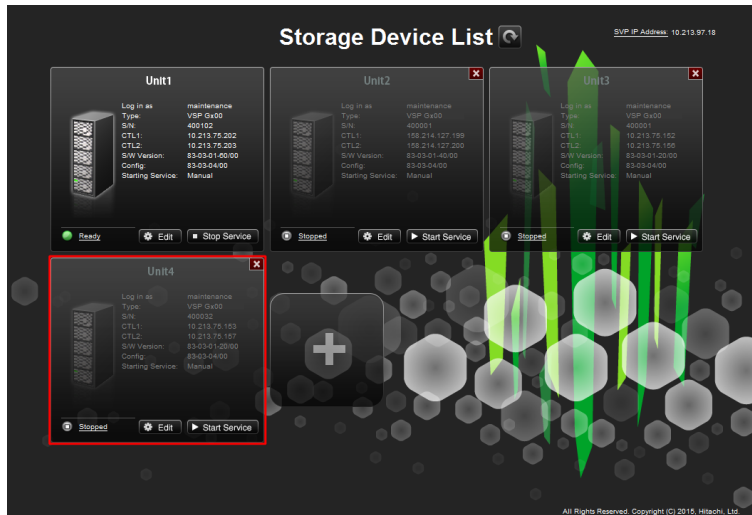 Storage Device List
SVP IP Address: 10.213.97.18
Unit1
Log in as maintenance
Type: VSP Gx00
S/N: 400102
CTL1: 10.213.75.202
CTL2: 10.213.75.203
S/W Version: 83-03-01-60/00
Config: 83-03-04/00
Starting Service: Manual
Ready Edit Stop Service
Unit2
Log in as maintenance
Type: VSP Gx00
S/N: 400001
CTL1: 158.214.127.199
CTL2: 158.214.127.200
S/W Version: 83-03-01-40/00
Config: 83-03-04/00
Starting Service: Manual
Stopped Edit Start Service
Unit3
Log in as maintenance
Type: VSP Gx00
S/N: 400001
CTL1: 10.213.75.152
CTL2: 10.213.75.156
S/W Version: 83-03-01-20/00
Config: 83-03-04/00
Starting Service: Manual
Stopped Edit Start Service
Unit4
Log in as maintenance
Type: VSP Gx00
S/N: 400032
CTL1: 10.213.75.153
CTL2: 10.213.75.157
S/W Version: 83-03-01-20/00
Config: 83-03-04/00
Starting Service: Manual
Stopped Edit Start Service
All Rights Reserved. Copyright (C) 2015, Hitachi, Ltd.